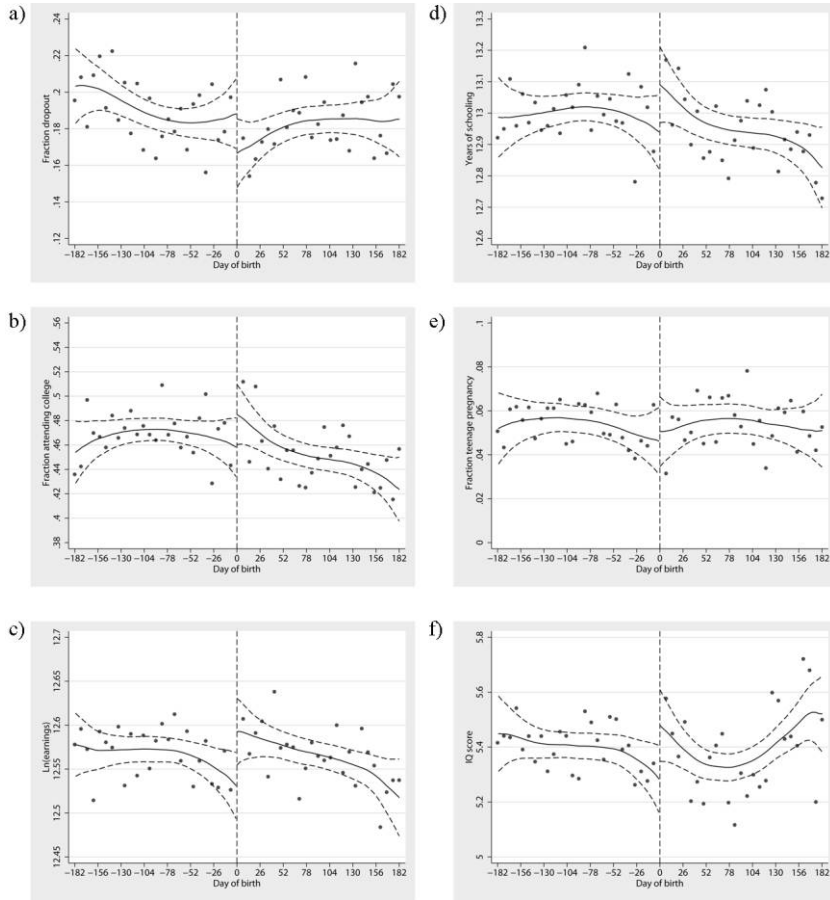 a)
Fraction dropout
.24
.22
.2
.18
.16
.14
.12
−182 −156 −130 −104 −78 −52 −26 0 26 52 78 104 130 156 182
Day of birth
d)
Years of schooling
13.3
13.2
13.1
13
12.9
12.8
12.7
12.6
−182 −156 −130 −104 −78 −52 −26 0 26 52 78 104 130 156 182
Day of birth
b)
Fraction attending college
.56
.54
.52
.5
.48
.46
.44
.42
.4
.38
−182 −156 −130 −104 −78 −52 −26 0 26 52 78 104 130 156 182
Day of birth
e)
Fraction teenage pregnancy
.1
.08
.06
.04
.02
0
−182 −156 −130 −104 −78 −52 −26 0 26 52 78 104 130 156 182
Day of birth
c)
Ln(earnings)
12.7
12.65
12.6
12.55
12.5
12.45
−182 −156 −130 −104 −78 −52 −26 0 26 52 78 104 130 156 182
Day of birth
f)
IQ score
5.8
5.6
5.4
5.2
5
−182 −156 −130 −104 −78 −52 −26 0 26 52 78 104 130 156 182
Day of birth